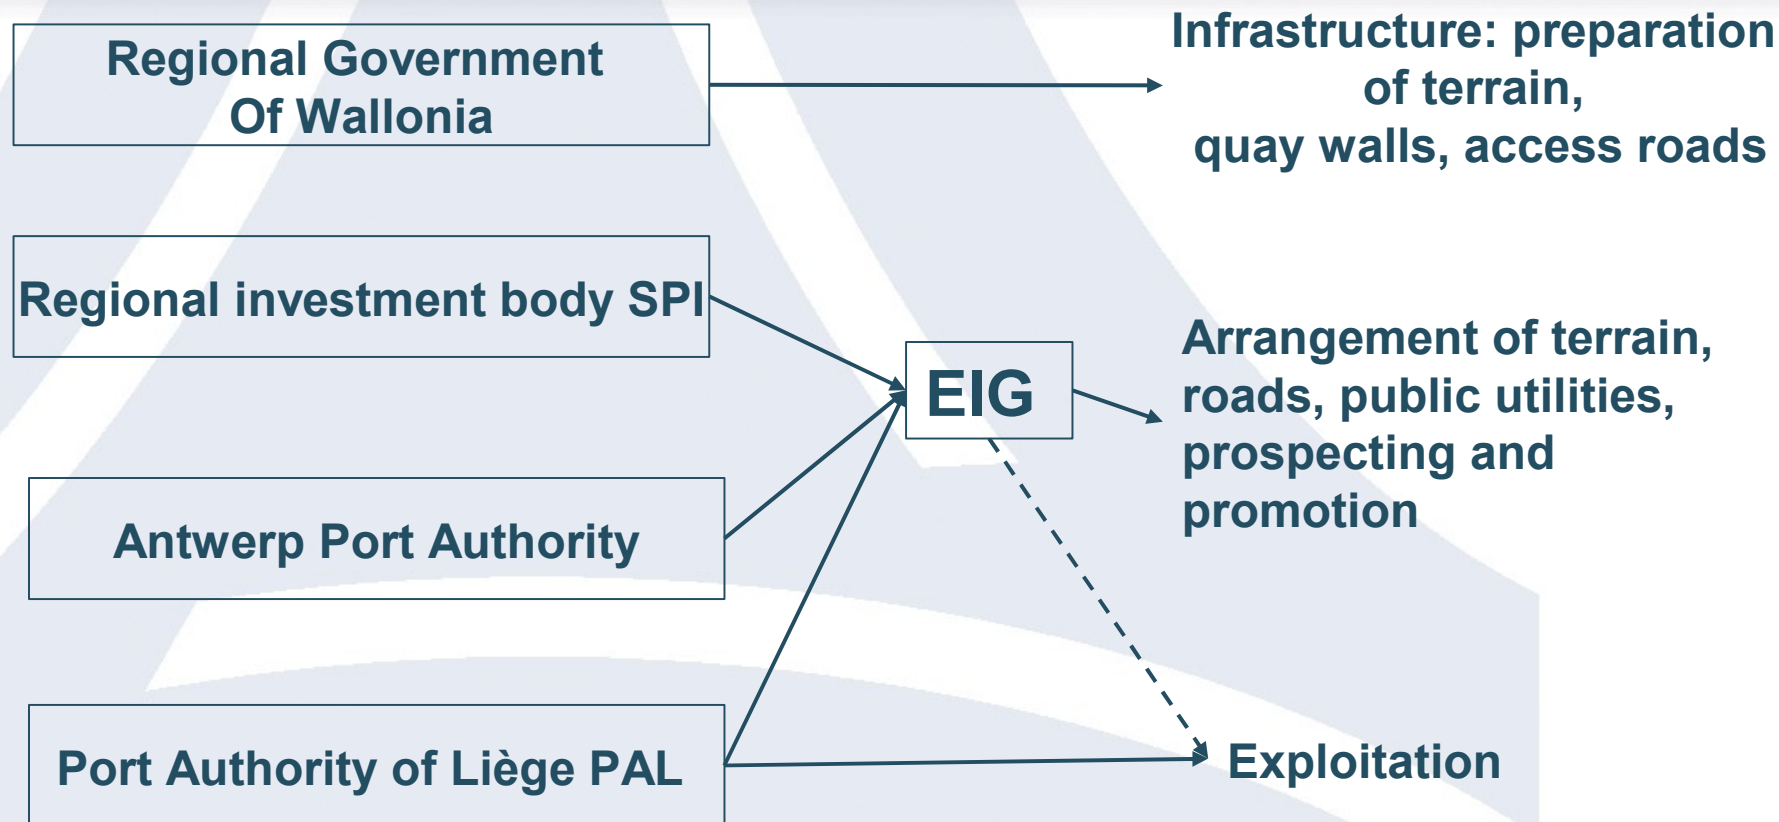 Regional Government
Of Wallonia
Infrastructure: preparation
of terrain,
quay walls, access roads
Regional investment body SPI
EIG
Arrangement of terrain,
roads, public utilities,
prospecting and
promotion
Antwerp Port Authority
Port Authority of Liège PAL
Exploitation